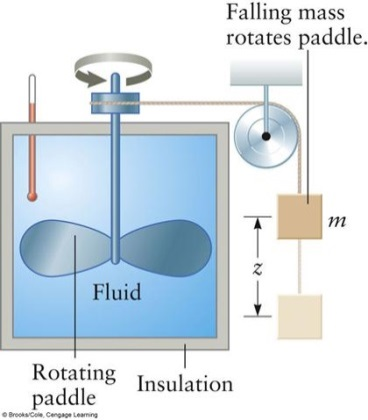 Falling mass
rotates paddle.
m
z
Fluid
Rotating
paddle
Insulation
© Brooks/Cole, Cengage Learning